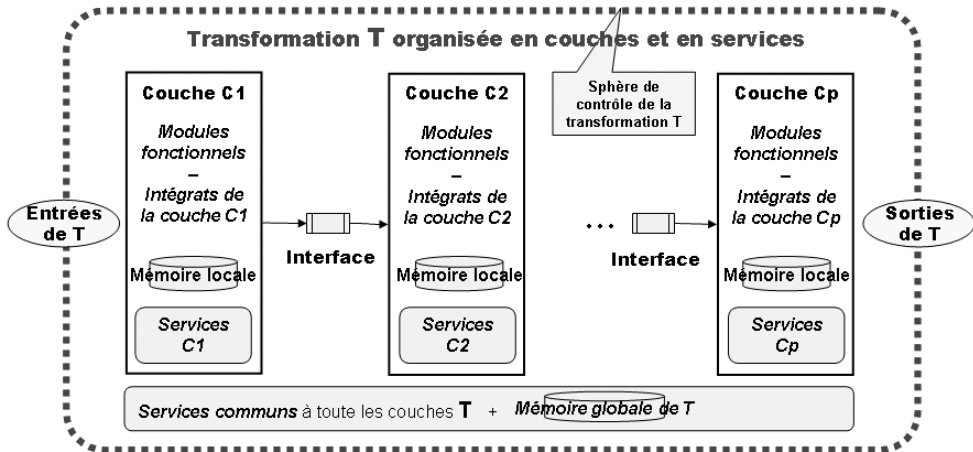 Transformation T organisée en couches et en services
Sphère de
contrôle de la
transformation T
Entrées
de T
Couche C1
Modules
fonctionnels
–
Intégrats de
la couche C1
Mémoire locale
Services
C1
Interface
Couche C2
Modules
fonctionnels
–
Intégrats de
la couche C2
Mémoire locale
Services
C2
...
Interface
Couche Cp
Modules
fonctionnels
–
Intégrats de
la couche Cp
Mémoire locale
Services
Cp
Sorties
de T
Services communs à toute les couches T + Mémoire globale de T